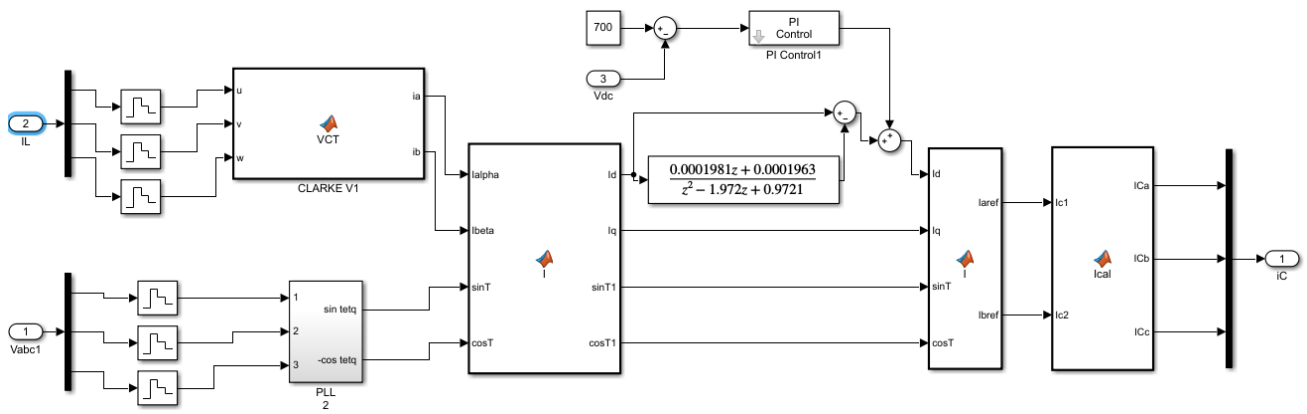 700
+
-
PI
Control
PI Control1
3
Vdc
2
IL
u
v
w
VCT
ia
ib
CLARKE V1
Ialpha
Ibeta
sinT
cosT
I
Id
Iq
sinT1
cosT1
0.0001981z + 0.0001963
z² − 1.972z + 0.9721
+
-
+
+
Id
Iq
sinT
cosT
I
Iaref
Ibref
Ic1
Ic2
Ical
ICa
ICb
ICc
1
iC
1
Vabc1
1
2
3
sin tetq
-cos tetq
PLL
2